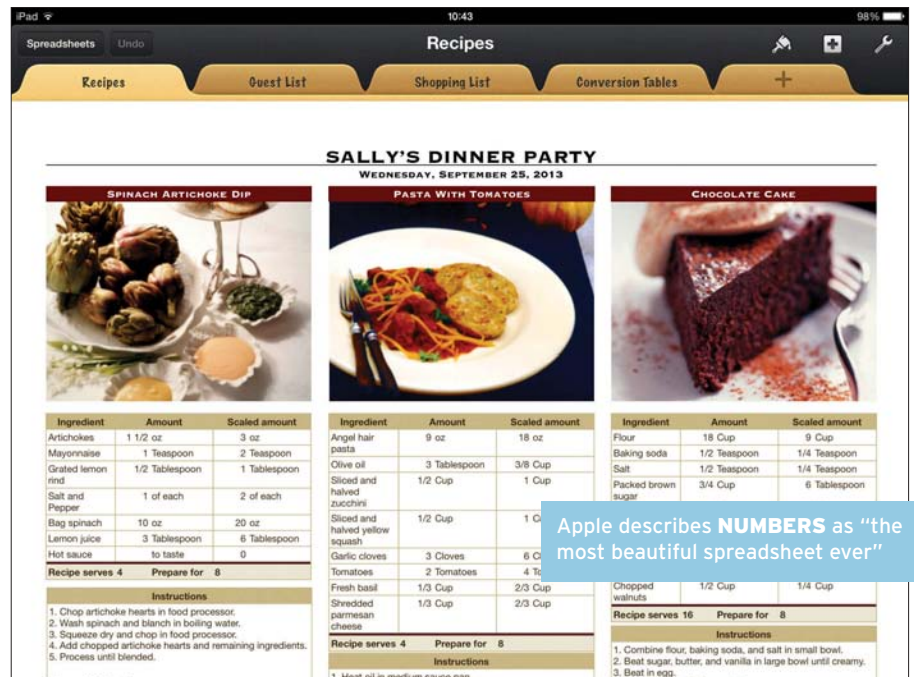 iPad 10:43 98%
Spreadsheets Undo Recipes
Recipes Guest List Shopping List Conversion Tables +
SALLY'S DINNER PARTY
WEDNESDAY, SEPTEMBER 25, 2013
SPINACH ARTICHOKE DIP
Ingredient Amount Scaled amount
Artichokes 1 1/2 oz 3 oz
Mayonnaise 1 Teaspoon 2 Teaspoon
Grated lemon 1/2 Tablespoon 1 Tablespoon
rind
Salt and 1 of each 2 of each
Pepper
Bag spinach 10 oz 20 oz
Lemon juice 3 Tablespoon 6 Tablespoon
Hot sauce to taste 0
Recipe serves 4 Prepare for 8
Instructions
1. Chop artichoke hearts in food processor.
2. Wash spinach and blanch in boiling water.
3. Squeeze dry and chop in food processor.
4. Add chopped artichoke hearts and remaining ingredients.
5. Process until blended.
PASTA WITH TOMATOES
Ingredient Amount Scaled amount
Angel hair 9 oz 18 oz
pasta
Olive oil 3 Tablespoon 3/8 Cup
Sliced and 1/2 Cup 1 Cup
halved
zucchini
Sliced and 1/2 Cup 1
halved yellow
squash
Garlic cloves 3 Cloves 6
Tomatoes 2 Tomatoes 4
Fresh basil 1/3 Cup 2/3 Cup
Shredded 1/3 Cup 2/3 Cup
parmesan
cheese
Recipe serves 4 Prepare for 8
Instructions
1. Heat oil in medium sauce pan
CHOCOLATE CAKE
Ingredient Amount Scaled amount
Flour 18 Cup 9 Cup
Baking soda 1/2 Teaspoon 1/4 Teaspoon
Salt 1/2 Teaspoon 1/4 Teaspoon
Packed brown 3/4 Cup 6 Tablespoon
sugar
Apple describes NUMBERS as "the
most beautiful spreadsheet ever"
Chopped 1/2 Cup 1/4 Cup
walnuts
Recipe serves 16 Prepare for 8
Instructions
1. Combine flour, baking soda, and salt in small bowl.
2. Beat sugar, butter, and vanilla in large bowl until creamy.
3. Beat in egg.